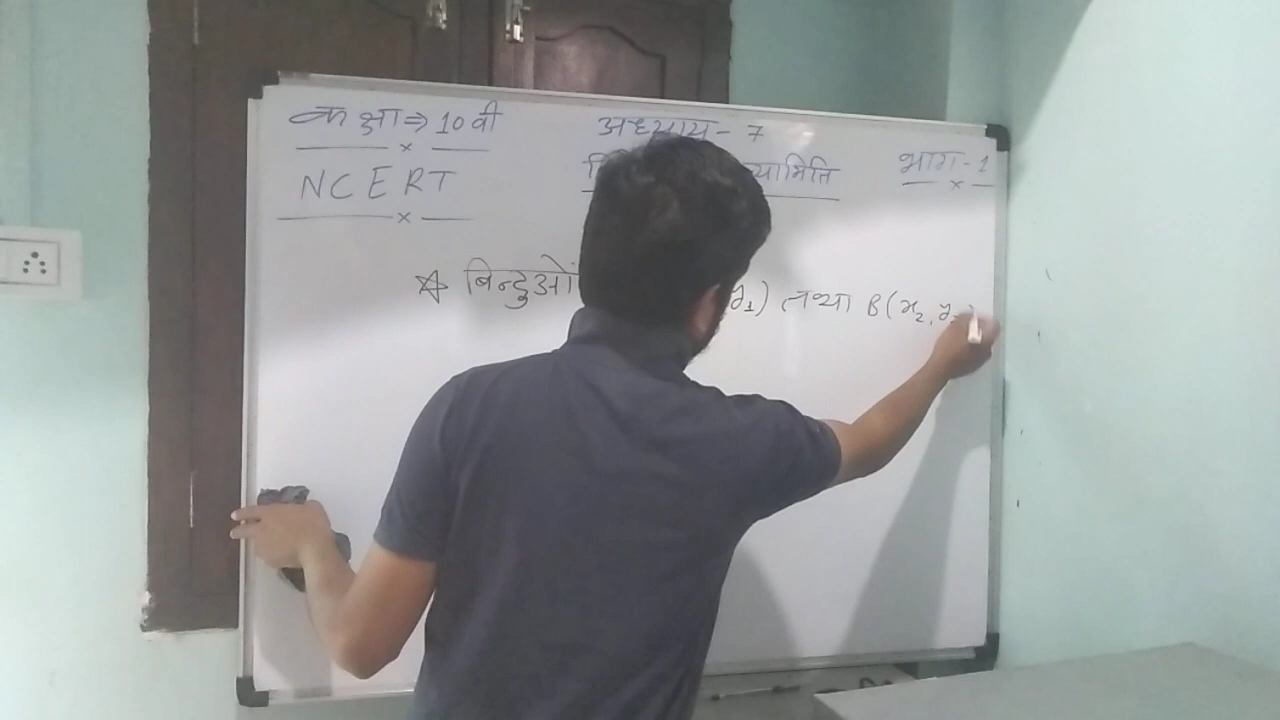 कक्षा ⇒ 10 वी
अध्याय - 7
भाग - 1
NCERT
☆ बिन्दुओं y₁) तथा B(x₂, y₂